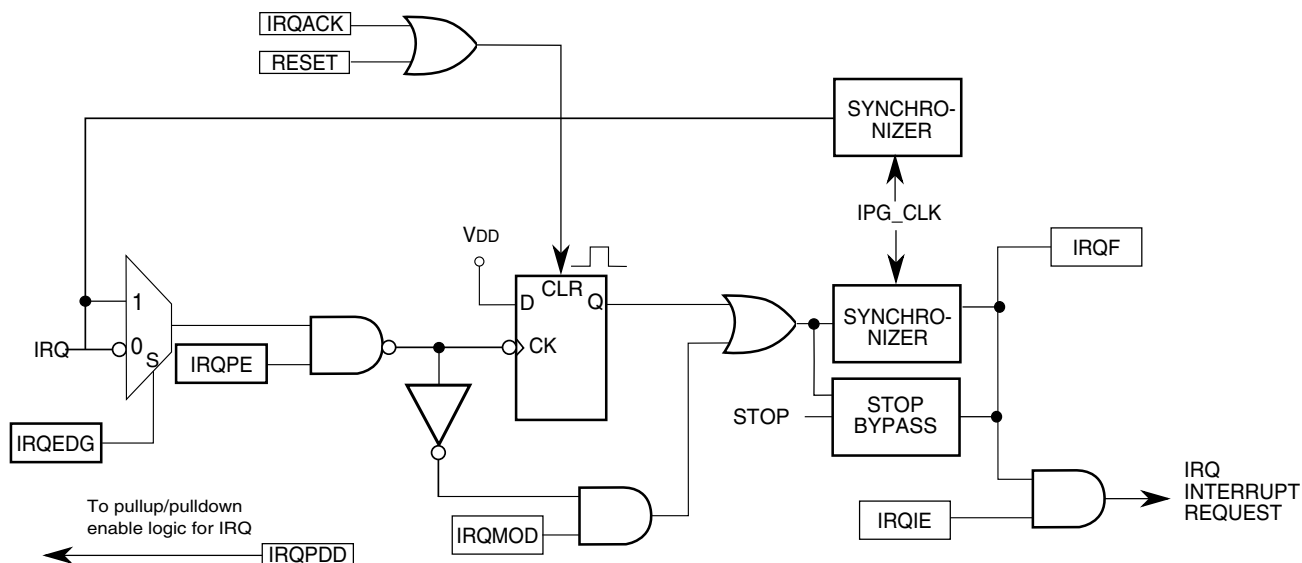 IRQACK
RESET
SYNCHRO-
NIZER
IPG_CLK
VDD
IRQF
D
CLR
Q
CK
1
0
S
IRQ
IRQPE
SYNCHRO-
NIZER
STOP
STOP
BYPASS
IRQEDG
To pullup/pulldown
enable logic for IRQ
IRQPDD
IRQMOD
IRQIE
IRQ
INTERRUPT
REQUEST